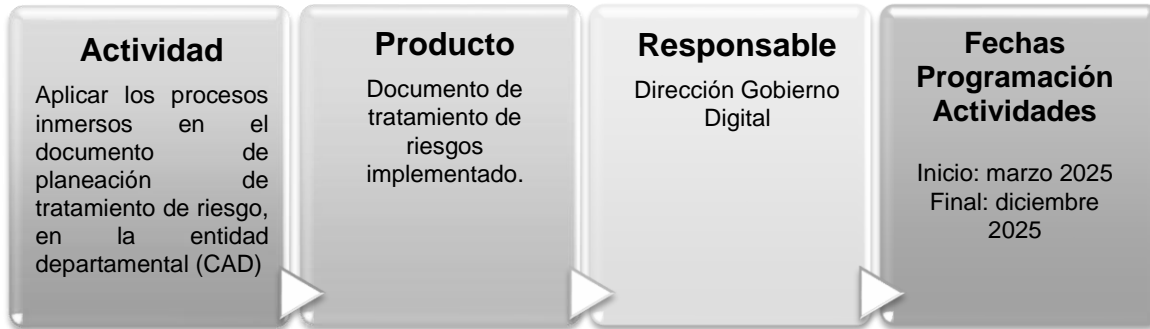 Actividad
Aplicar los procesos
inmersos en el
documento de
planeación de
tratamiento de riesgo,
en la entidad
departamental (CAD)
Producto
Documento de
tratamiento de
riesgos
implementado.
Responsable
Dirección Gobierno
Digital
Fechas
Programación
Actividades
Inicio: marzo 2025
Final: diciembre
2025